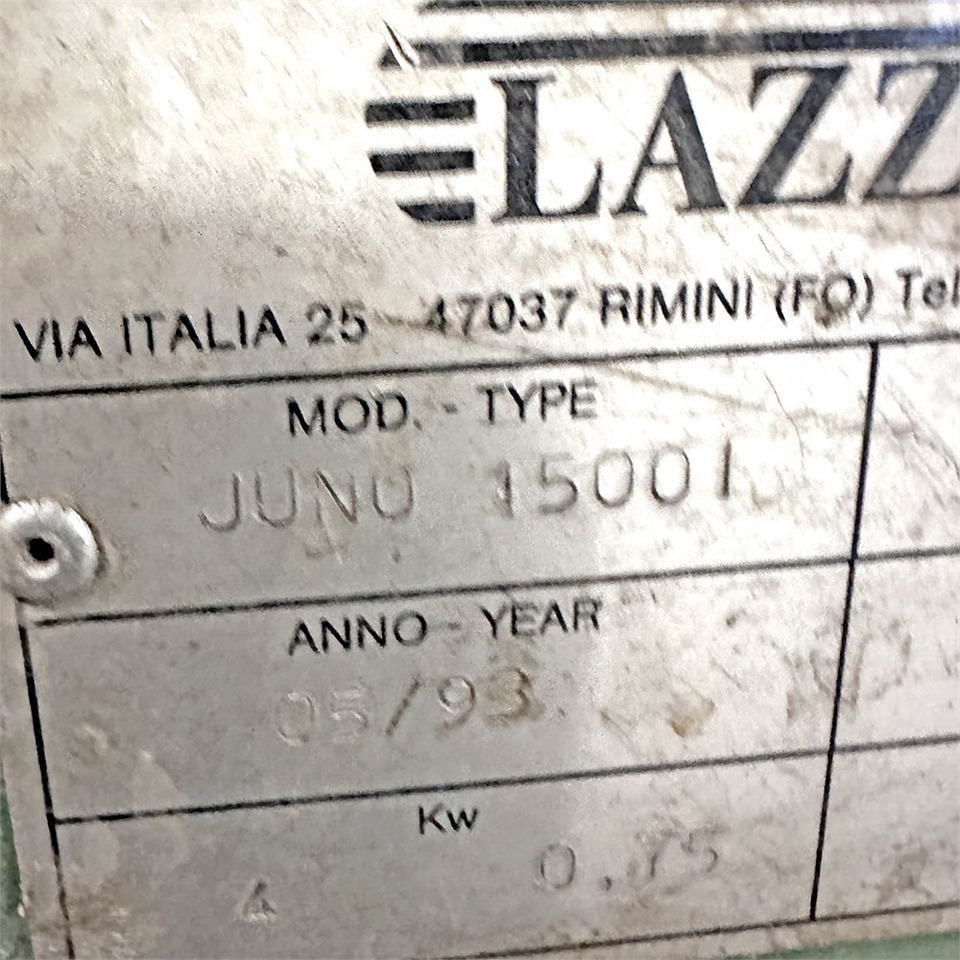 LAZZ
VIA ITALIA 25 - 47037 RIMINI (FO) Tel
MOD. - TYPE
JUNO 1500I
ANNO - YEAR
05/93
Kw
4 0.75